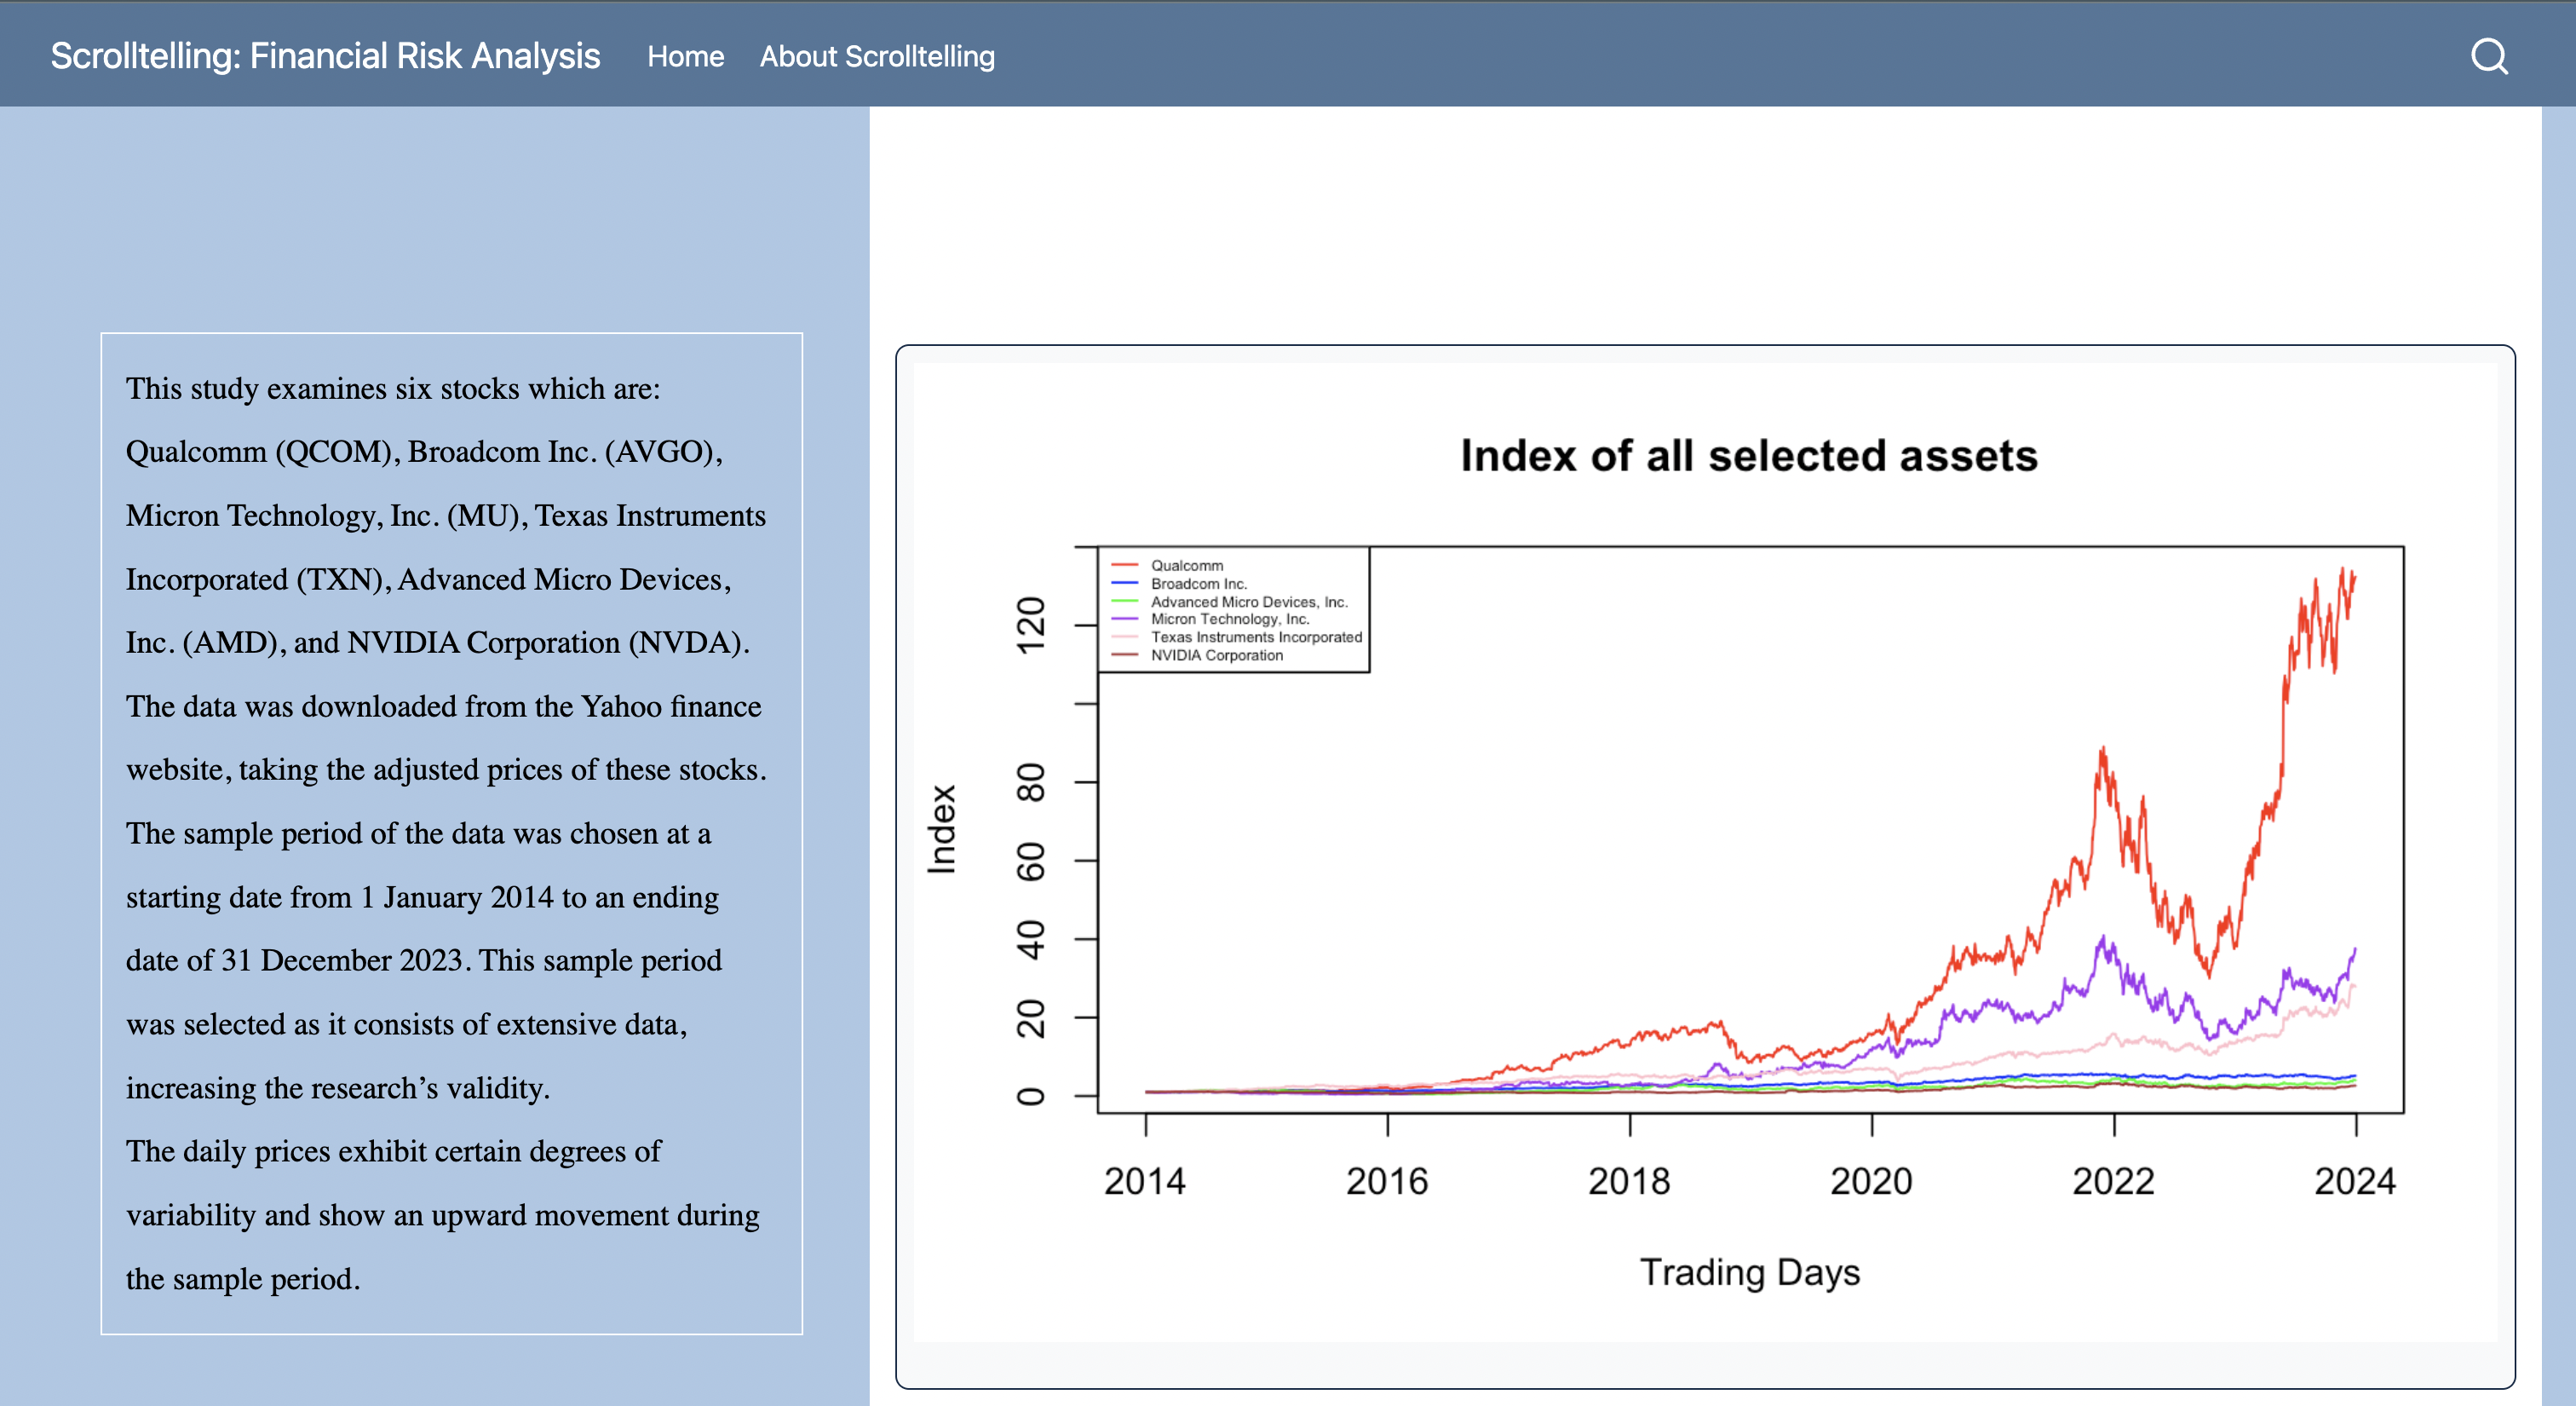 Scrolltelling: Financial Risk Analysis Home About Scrolltelling
This study examines six stocks which are:
Qualcomm (QCOM), Broadcom Inc. (AVGO),
Micron Technology, Inc. (MU), Texas Instruments
Incorporated (TXN), Advanced Micro Devices,
Inc. (AMD), and NVIDIA Corporation (NVDA).
The data was downloaded from the Yahoo finance
website, taking the adjusted prices of these stocks.
The sample period of the data was chosen at a
starting date from 1 January 2014 to an ending
date of 31 December 2023. This sample period
was selected as it consists of extensive data,
increasing the research’s validity.
The daily prices exhibit certain degrees of
variability and show an upward movement during
the sample period.
Index of all selected assets
Qualcomm
Broadcom Inc.
Advanced Micro Devices, Inc.
Micron Technology, Inc.
Texas Instruments Incorporated
NVIDIA Corporation
Index
120
80
60
40
20
0
2014 2016 2018 2020 2022 2024
Trading Days